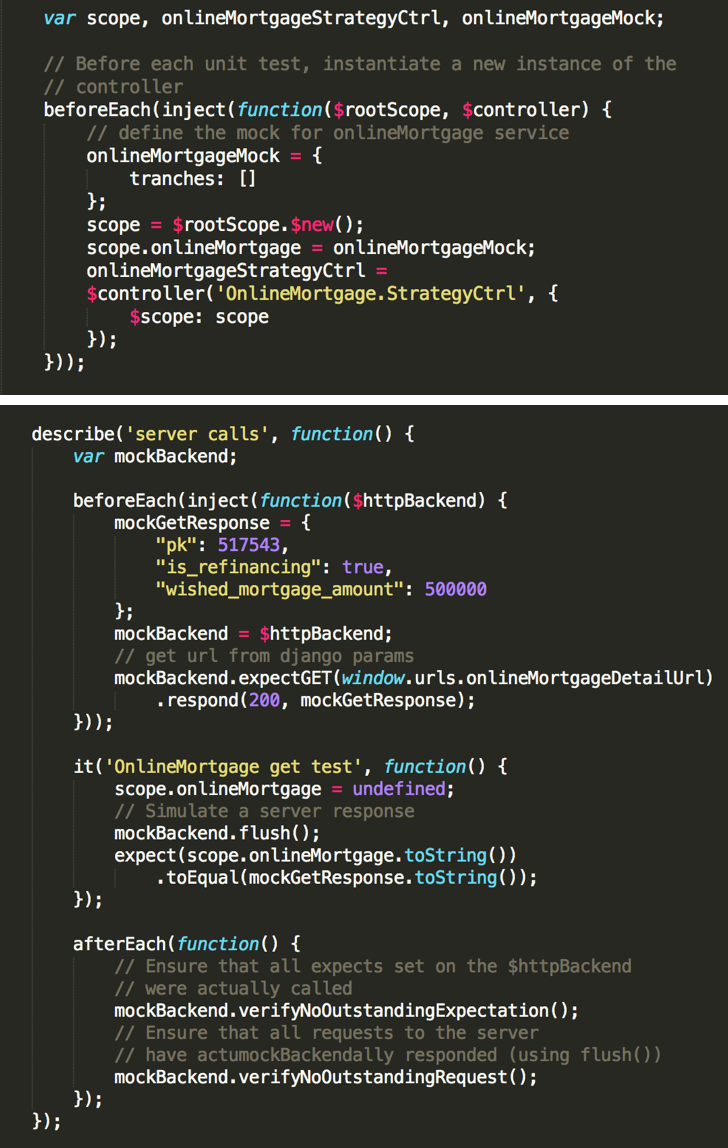 var scope, onlineMortgageStrategyCtrl, onlineMortgageMock;
// Before each unit test, instantiate a new instance of the
// controller
beforeEach(inject(function($rootScope, $controller) {
// define the mock for onlineMortgage service
onlineMortgageMock = {
tranches: []
};
scope = $rootScope.$new();
scope.onlineMortgage = onlineMortgageMock;
onlineMortgageStrategyCtrl =
$controller('OnlineMortgage.StrategyCtrl', {
$scope: scope
});
}));
describe('server calls', function() {
var mockBackend;
beforeEach(inject(function($httpBackend) {
mockGetResponse = {
"pk": 517543,
"is_refinancing": true,
"wished_mortgage_amount": 500000
};
mockBackend = $httpBackend;
// get url from django params
mockBackend.expectGET(window.urls.onlineMortgageDetailUrl)
.respond(200, mockGetResponse);
}));
it('OnlineMortgage get test', function() {
scope.onlineMortgage = undefined;
// Simulate a server response
mockBackend.flush();
expect(scope.onlineMortgage.toString())
.toEqual(mockGetResponse.toString());
});
afterEach(function() {
// Ensure that all expects set on the $httpBackend
// were actually called
mockBackend.verifyNoOutstandingExpectation();
// Ensure that all requests to the server
// have actumockBackendally responded (using flush())
mockBackend.verifyNoOutstandingRequest();
});
});